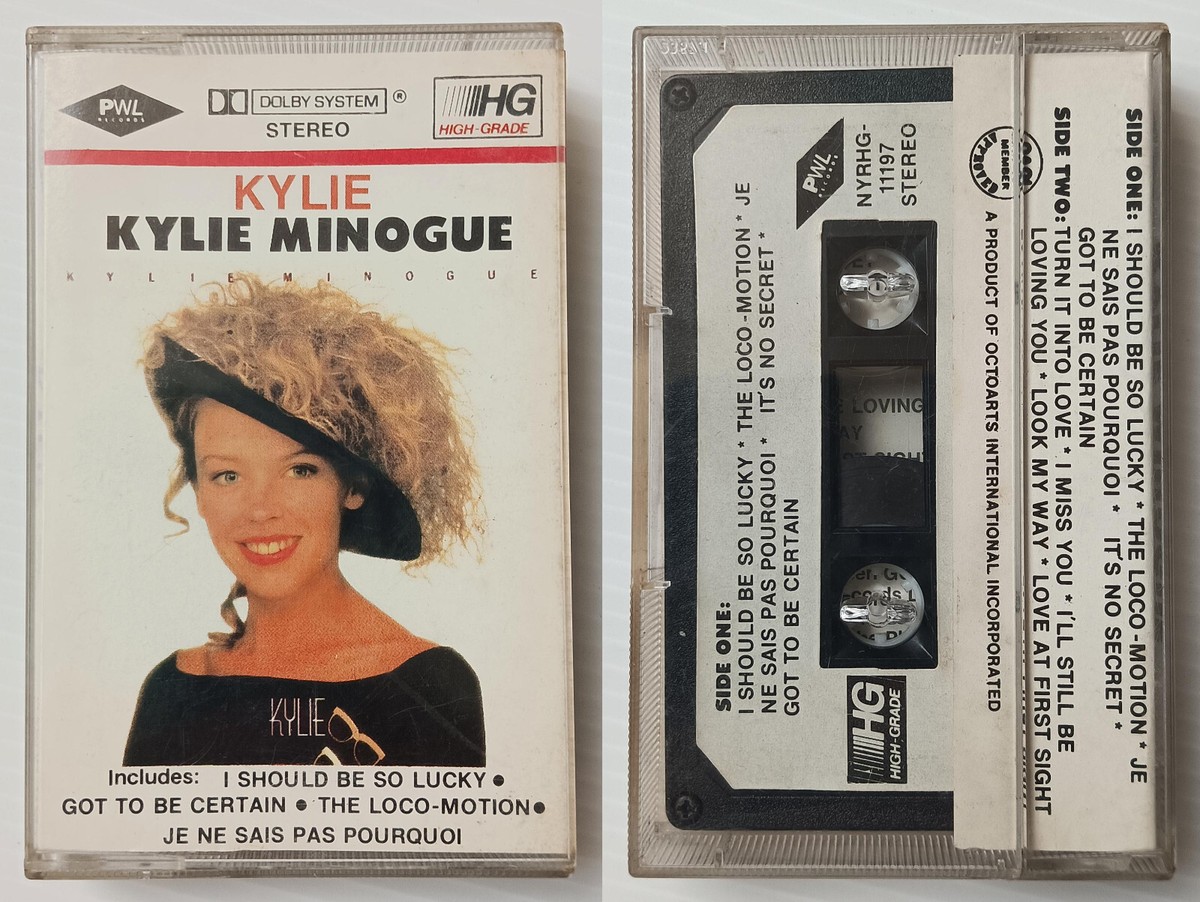 PWL
RECORDS
DOLBY SYSTEM ®
STEREO
HG
HIGH-GRADE
KYLIE
KYLIE MINOGUE
KYLIE MINOGUE
KYLIE
Includes: I SHOULD BE SO LUCKY ●
GOT TO BE CERTAIN ● THE LOCO-MOTION ●
JE NE SAIS PAS POURQUOI
SIDE ONE:
I SHOULD BE SO LUCKY * THE LOCO-MOTION * JE
NE SAIS PAS POURQUOI * IT'S NO SECRET *
GOT TO BE CERTAIN
PWL
RECORDS
NYRHG-
11197
STEREO
E LOVING
AY
HG
HIGH-GRADE
SIDE ONE: I SHOULD BE SO LUCKY * THE LOCO-MOTION * JE
NE SAIS PAS POURQUOI * IT'S NO SECRET *
GOT TO BE CERTAIN
SIDE TWO: TURN IT INTO LOVE * I MISS YOU * I'LL STILL BE
LOVING YOU * LOOK MY WAY * LOVE AT FIRST SIGHT
MEMBER
A PRODUCT OF OCTOARTS INTERNATIONAL INCORPORATED